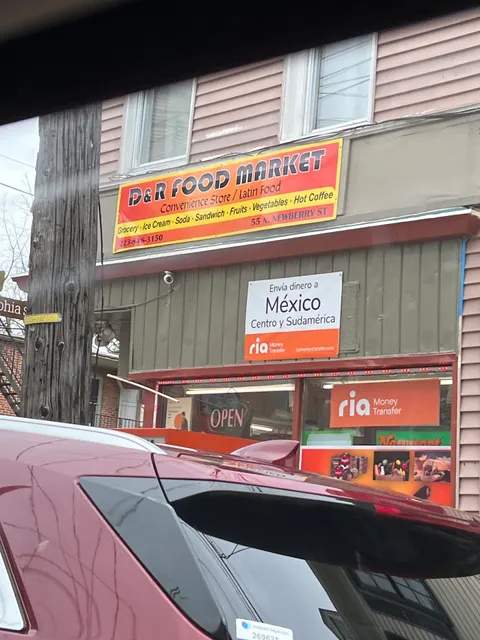 D&R FOOD MARKET
Convenience Store / Latin Food
Grocery · Ice Cream · Soda · Sandwich · Fruits · Vegetables · Hot Coffee
55 N. NEWBERRY ST
Envía dinero a
México
Centro y Sudamérica
ria Money
Transfer
OPEN
ria Money
Transfer
Newport